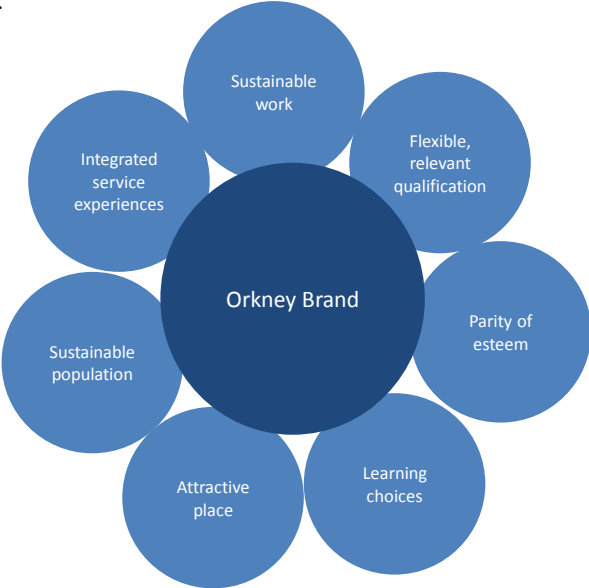 Sustainable
work
Flexible,
relevant
qualification
Integrated
service
experiences
Orkney Brand
Parity of
esteem
Sustainable
population
Learning
choices
Attractive
place